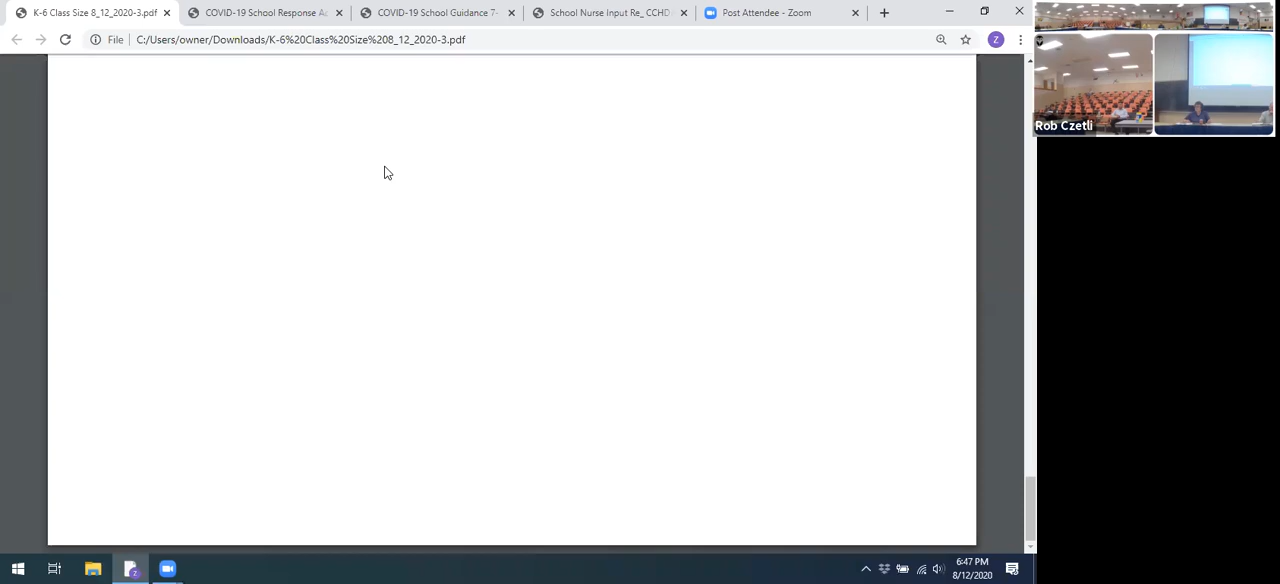 K-6 Class Size 8_12_2020-3.pdf
COVID-19 School Response Au
COVID-19 School Guidance 7-
School Nurse Input Re_ CCHD
Post Attendee - Zoom
File
C:/Users/owner/Downloads/K-6%20Class%20Size%208_12_2020-3.pdf
Z
Rob Czetli
6:47 PM
8/12/2020